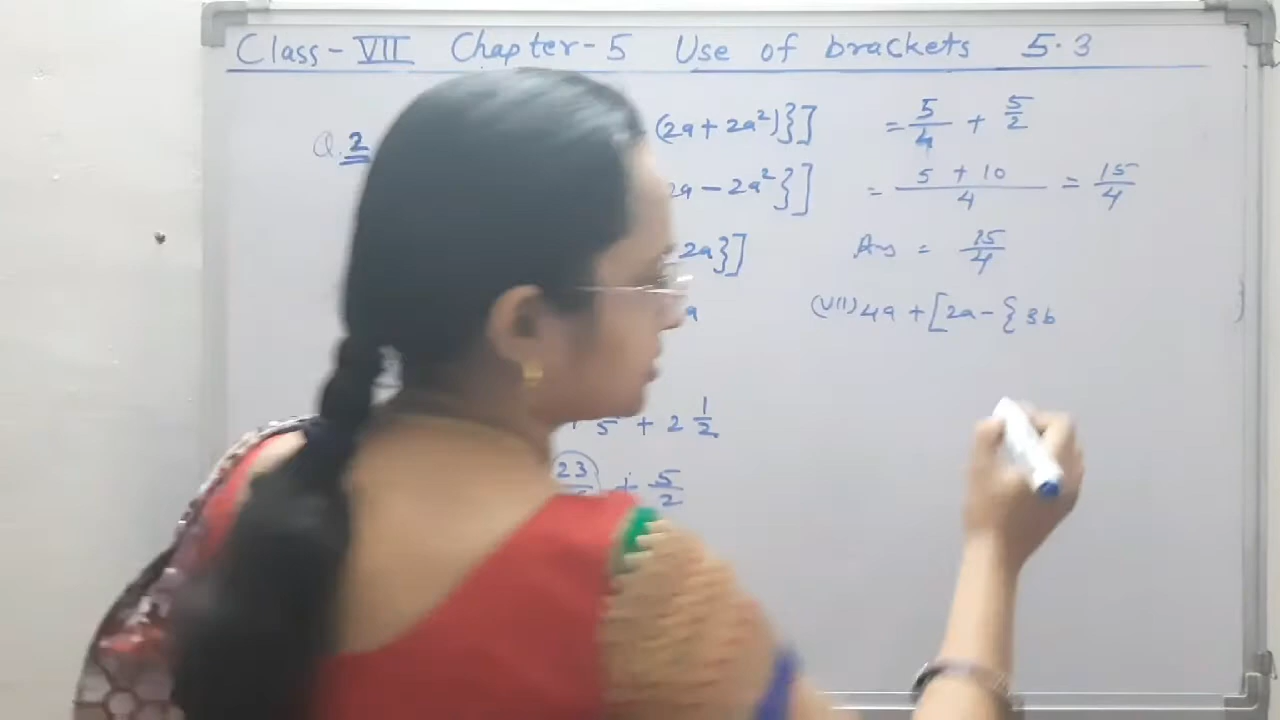 Class-VII Chapter-5 Use of brackets 5.3
Q.2
(2a+2a²)}]
2a-2a²}]
2a}]
a
5 + 2 1/2
23 + 5/2
= 5/4 + 5/2
= 5 + 10 / 4 = 15/4
Ans = 15/4
(VII) 4a + [2a - { 3b